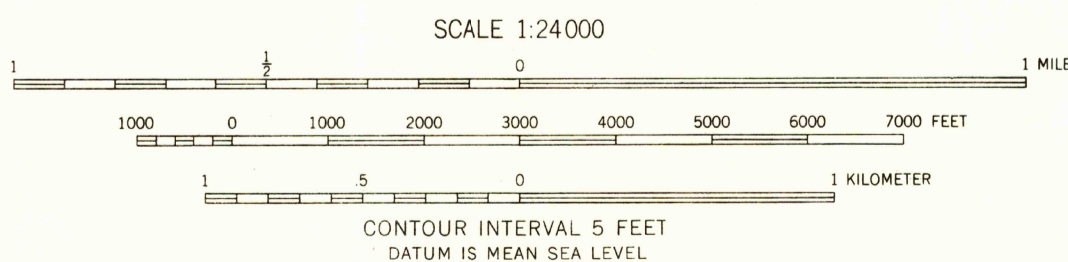 SCALE 1:24000
1 ½ 0 1 MILE
1000 0 1000 2000 3000 4000 5000 6000 7000 FEET
1 .5 0 1 KILOMETER
CONTOUR INTERVAL 5 FEET
DATUM IS MEAN SEA LEVEL